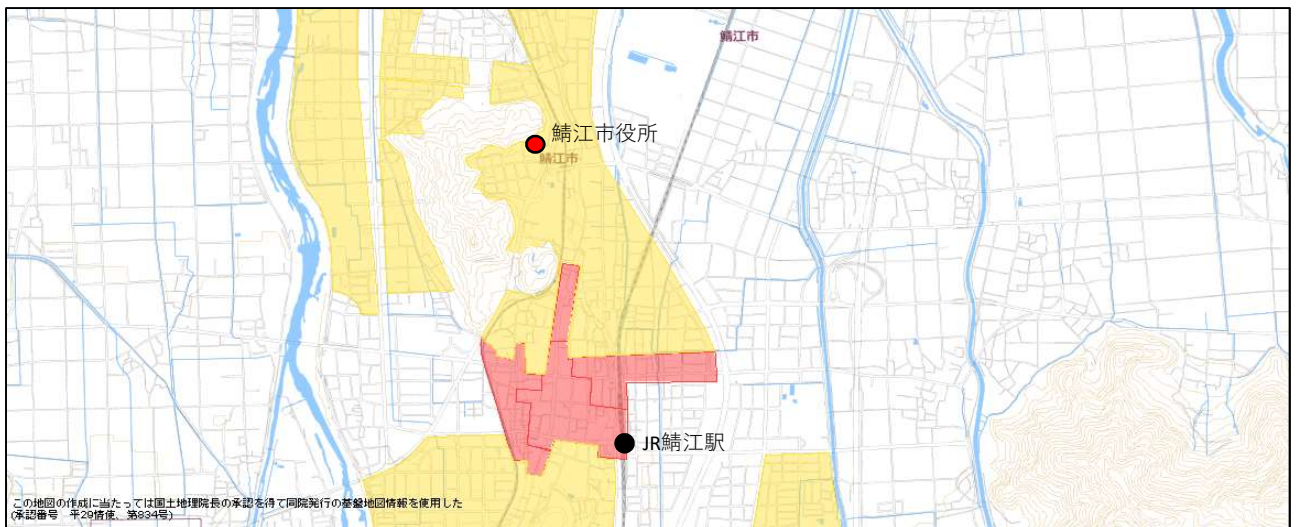 鯖江市
鯖江市役所
鯖江市
JR鯖江駅
この地図の作成に当たっては国土地理院長の承認を得て同院発行の基盤地図情報を使用した
(承認番号 平29情使、第834号)